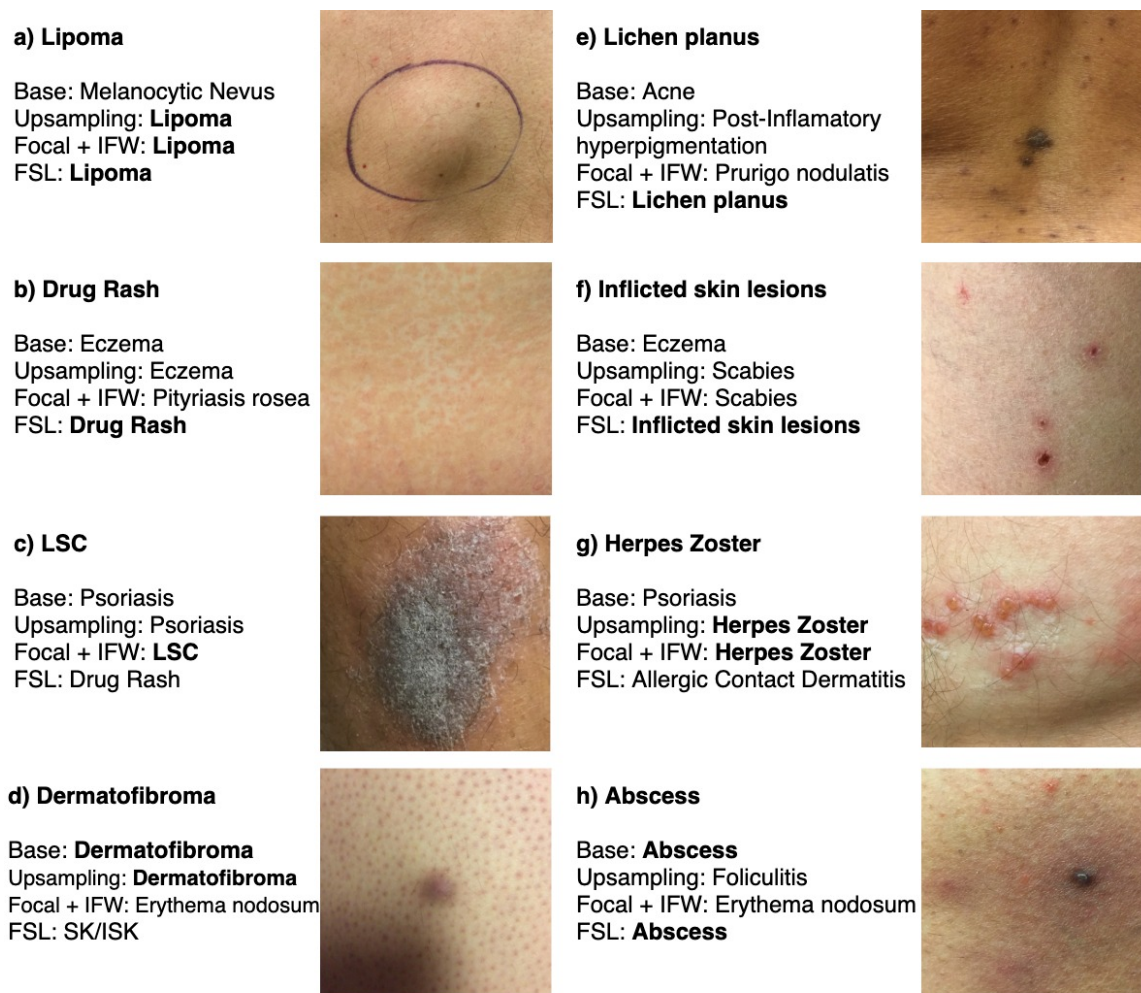 a) Lipoma
Base: Melanocytic Nevus
Upsampling: Lipoma
Focal + IFW: Lipoma
FSL: Lipoma
b) Drug Rash
Base: Eczema
Upsampling: Eczema
Focal + IFW: Pityriasis rosea
FSL: Drug Rash
c) LSC
Base: Psoriasis
Upsampling: Psoriasis
Focal + IFW: LSC
FSL: Drug Rash
d) Dermatofibroma
Base: Dermatofibroma
Upsampling: Dermatofibroma
Focal + IFW: Erythema nodosum
FSL: SK/ISK
e) Lichen planus
Base: Acne
Upsampling: Post-Inflamatory
hyperpigmentation
Focal + IFW: Prurigo nodulatis
FSL: Lichen planus
f) Inflicted skin lesions
Base: Eczema
Upsampling: Scabies
Focal + IFW: Scabies
FSL: Inflicted skin lesions
g) Herpes Zoster
Base: Psoriasis
Upsampling: Herpes Zoster
Focal + IFW: Herpes Zoster
FSL: Allergic Contact Dermatitis
h) Abscess
Base: Abscess
Upsampling: Foliculitis
Focal + IFW: Erythema nodosum
FSL: Abscess